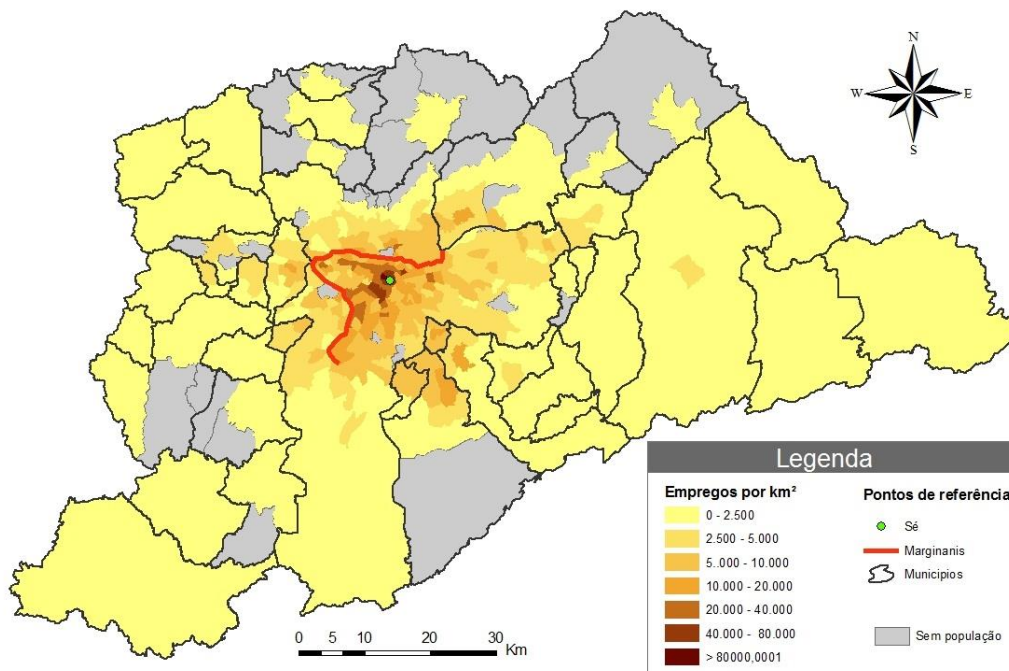 N
W E
S
Legenda
Empregos por km²
0 - 2.500
2.500 - 5.000
5.000 - 10.000
10.000 - 20.000
20.000 - 40.000
40.000 - 80.000
> 80000,0001
Pontos de referência
Sé
Marginanis
Municipios
Sem população
0 5 10 20 30
Km